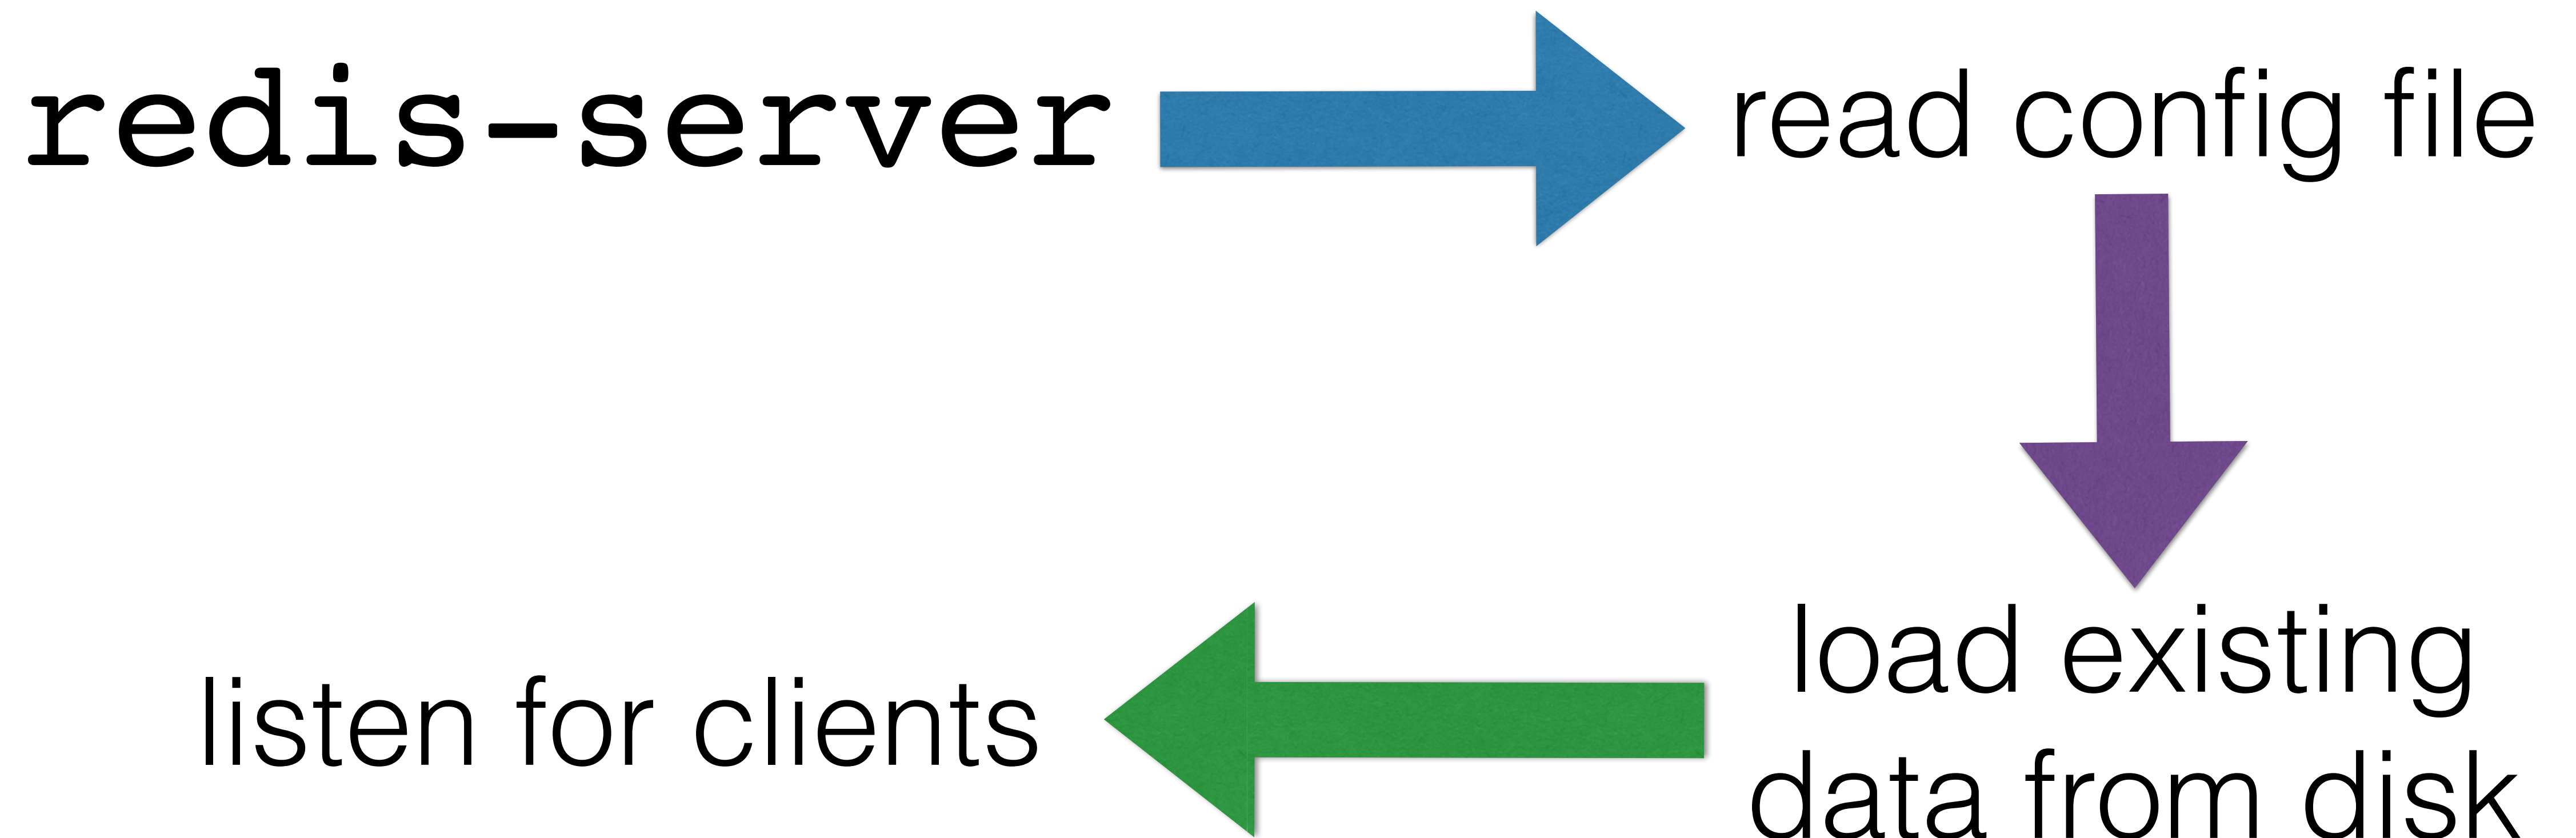 redis-server
read config file
load existing
data from disk
listen for clients